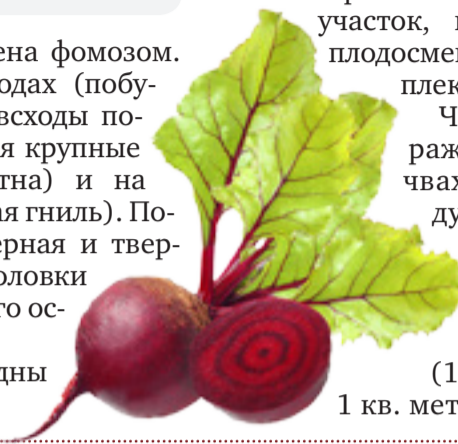 ена фомозом.
одах (побу-
всходы по-
я крупные
тна) и на
ая гниль). По-
ерная и твер-
оловки
го ос-
дны
участок,
плодосме
плек
Ч
раж
чвах
ду
(1
1 кв. мет